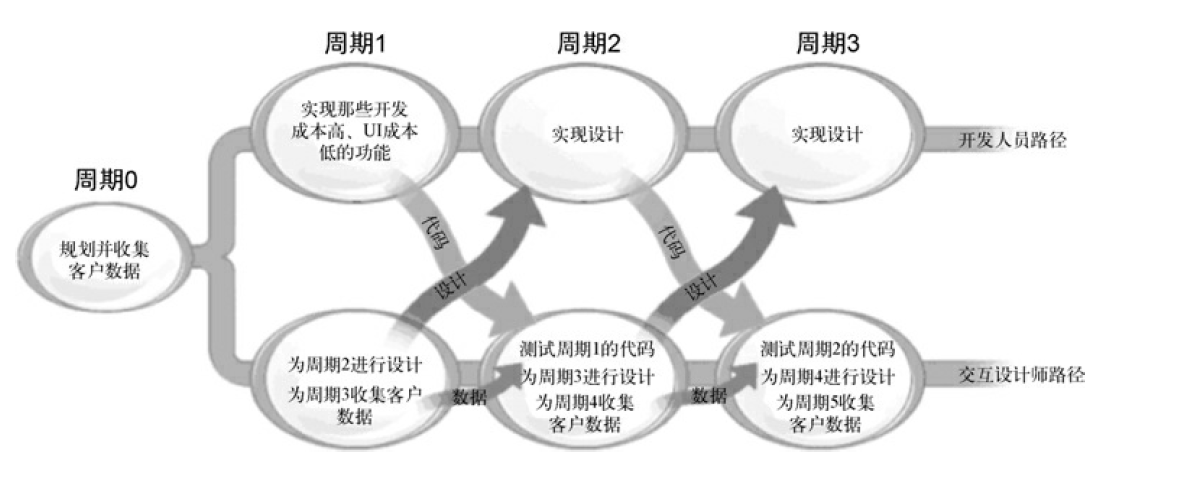 周期1
周期2
周期3
实现那些开发
成本高、UI成本
低的功能
实现设计
实现设计
开发人员路径
周期0
规划并收集
客户数据
代码
设计
代码
设计
为周期2进行设计
为周期3收集客户
数据
数据
测试周期1的代码
为周期3进行设计
为周期4收集
客户数据
数据
测试周期2的代码
为周期4进行设计
为周期5收集
客户数据
交互设计师路径